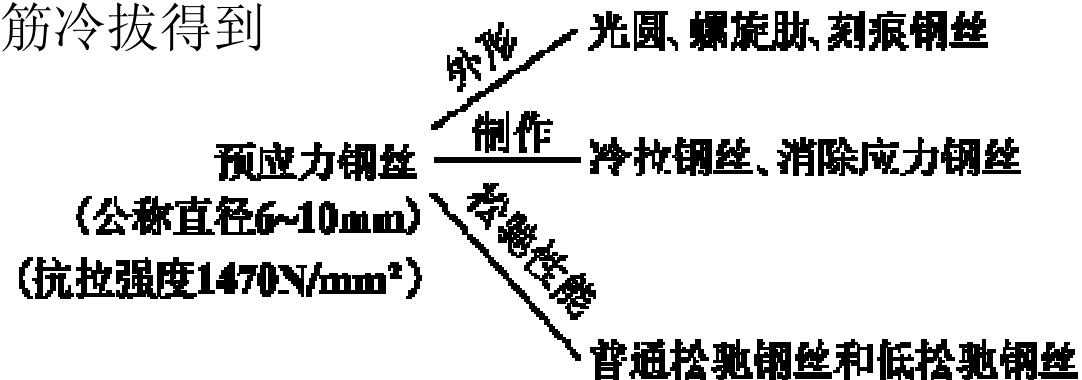 筋冷拔得到
外形
光圆、螺旋肋、刻痕钢丝
制作
预应力钢丝
冷拉钢丝、消除应力钢丝
(公称直径6~10mm)
(抗拉强度1470N/mm²)
松驰性能
普通松驰钢丝和低松驰钢丝